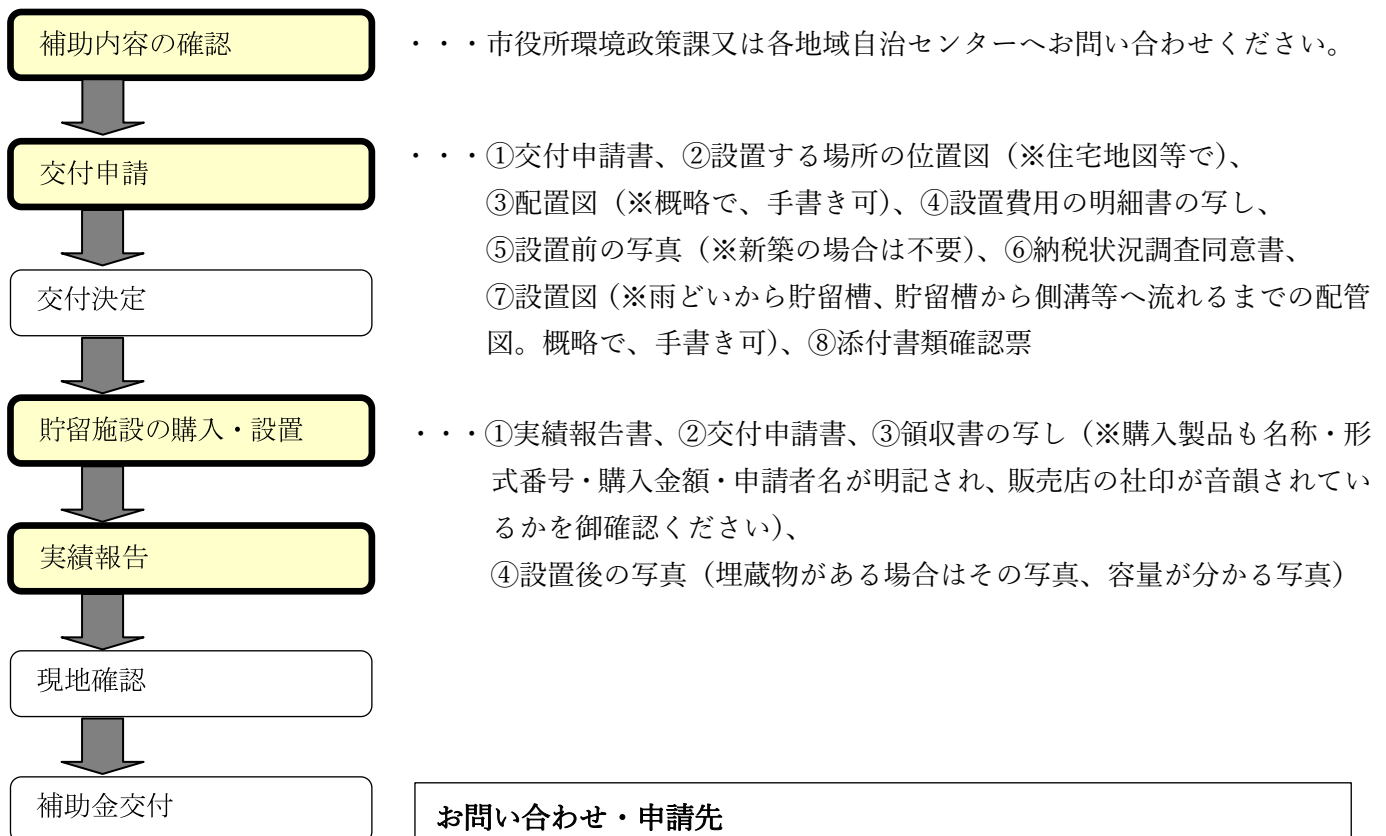 補助内容の確認
・・・市役所環境政策課又は各地域自治センターへお問い合わせください。
交付申請
・・・①交付申請書、②設置する場所の位置図（※住宅地図等で）、
③配置図（※概略で、手書き可）、④設置費用の明細書の写し、
⑤設置前の写真（※新築の場合は不要）、⑥納税状況調査同意書、
⑦設置図（※雨どいから貯留槽、貯留槽から側溝等へ流れるまでの配管
図。概略で、手書き可）、⑧添付書類確認票
交付決定
貯留施設の購入・設置
・・・①実績報告書、②交付申請書、③領収書の写し（※購入製品も名称・形
式番号・購入金額・申請者名が明記され、販売店の社印が音韻されてい
るかを御確認ください）、
④設置後の写真（埋蔵物がある場合はその写真、容量が分かる写真）
実績報告
現地確認
補助金交付
お問い合わせ・申請先